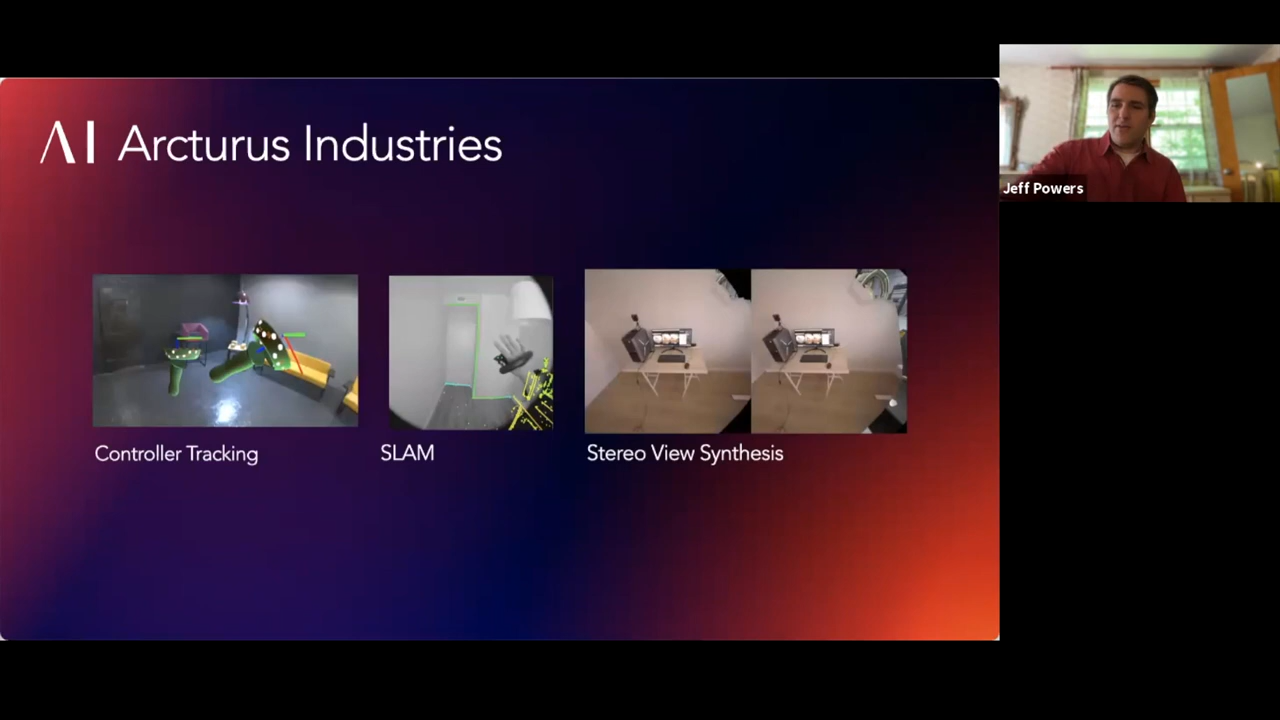 AI Arcturus Industries
Controller Tracking
SLAM
Stereo View Synthesis
Jeff Powers